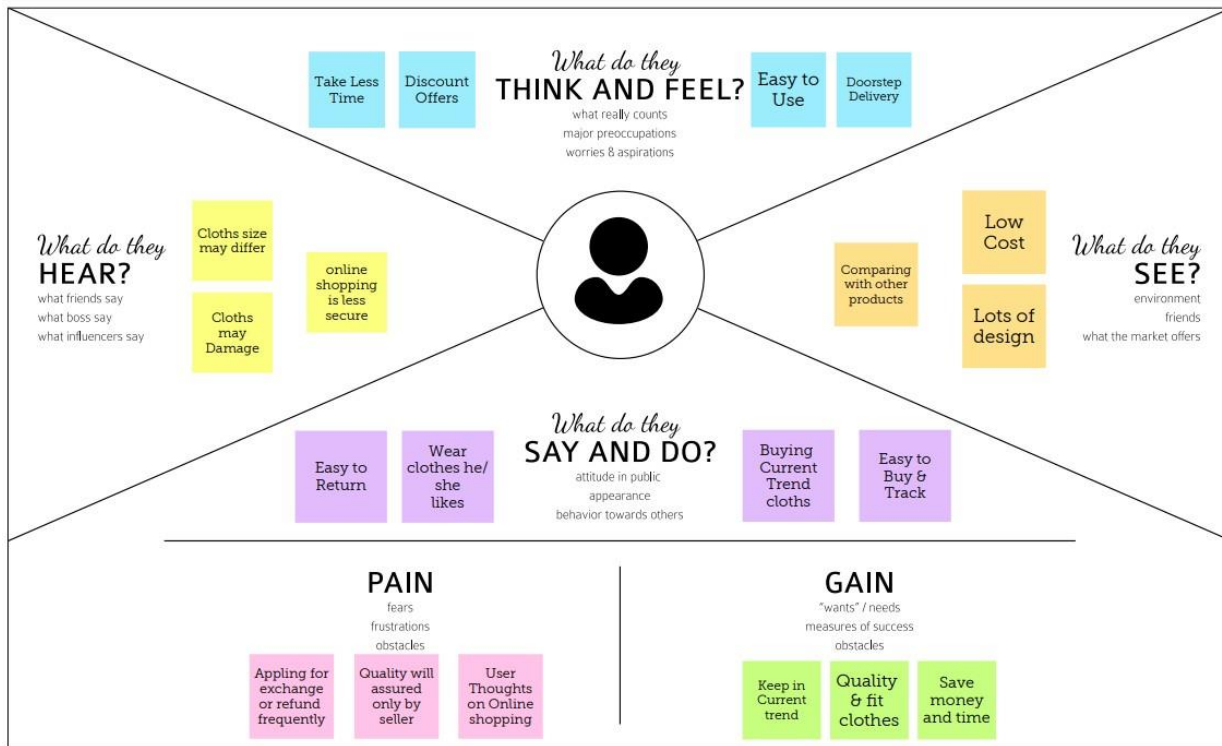 What do they
THINK AND FEEL?
what really counts
major preoccupations
worries & aspirations
Take Less
Time
Discount
Offers
Easy to
Use
Doorstep
Delivery
What do they
HEAR?
what friends say
what boss say
what influencers say
Cloths size
may differ
Cloths
may
Damage
online
shopping
is less
secure
Comparing
with other
products
Low
Cost
Lots of
design
What do they
SEE?
environment
friends
what the market offers
What do they
SAY AND DO?
attitude in public
appearance
behavior towards others
Easy to
Return
Wear
clothes he/
she
likes
Buying
Current
Trend
cloths
Easy to
Buy &
Track
PAIN
fears
frustrations
obstacles
Appling for
exchange
or refund
frequently
Quality will
assured
only by
seller
User
Thoughts
on Online
shopping
GAIN
"wants" / needs
measures of success
obstacles
Keep in
Current
trend
Quality
& fit
clothes
Save
money
and time